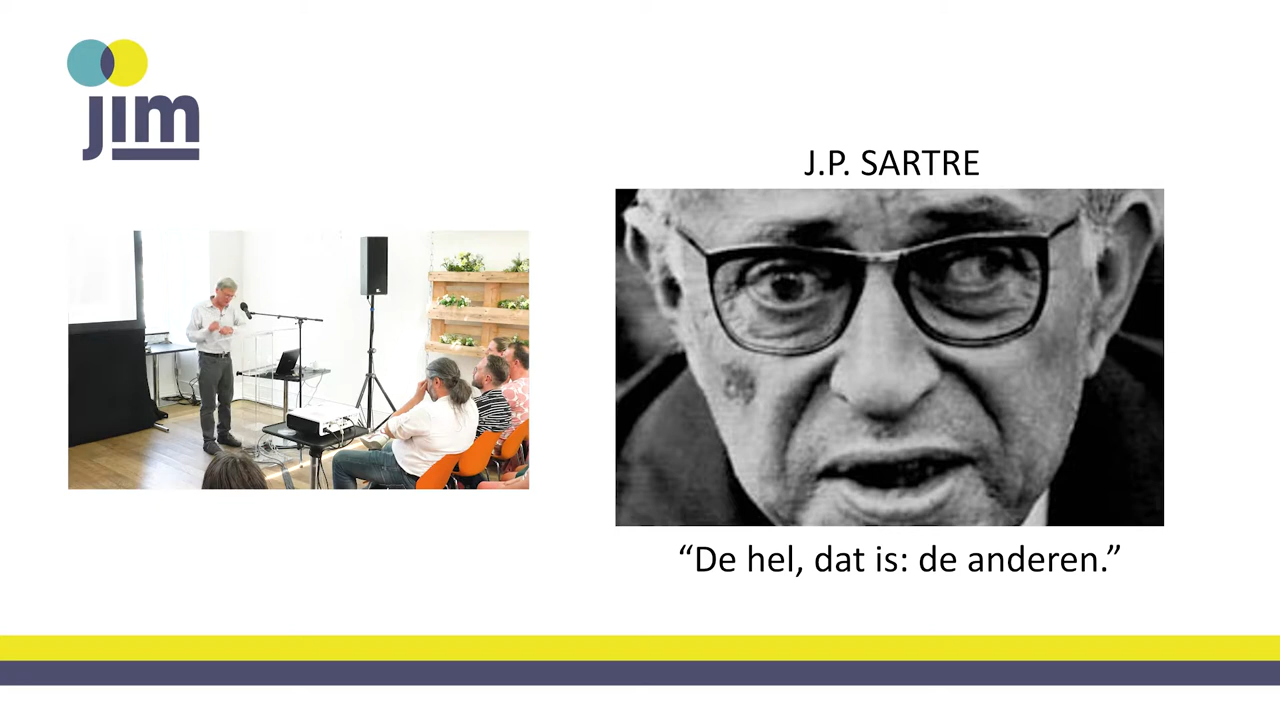 jim
J.P. SARTRE
“De hel, dat is: de anderen.”